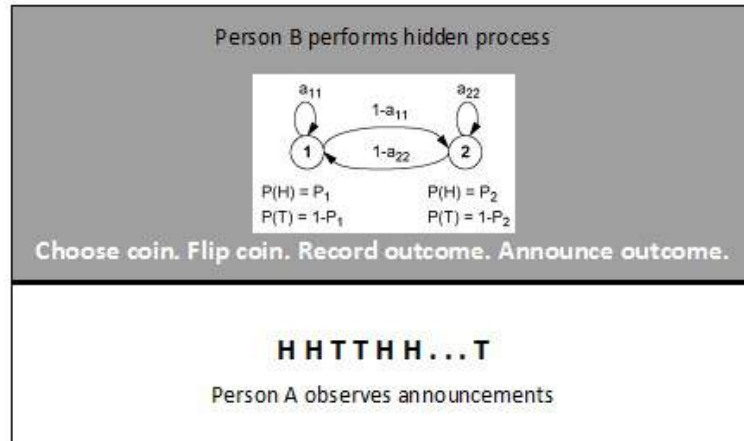 Person B performs hidden process
a11 a22
1-a11
1 2
1-a22
P(H) = P1 P(H) = P2
P(T) = 1-P1 P(T) = 1-P2
Choose coin. Flip coin. Record outcome. Announce outcome.
H H T T H H . . . T
Person A observes announcements